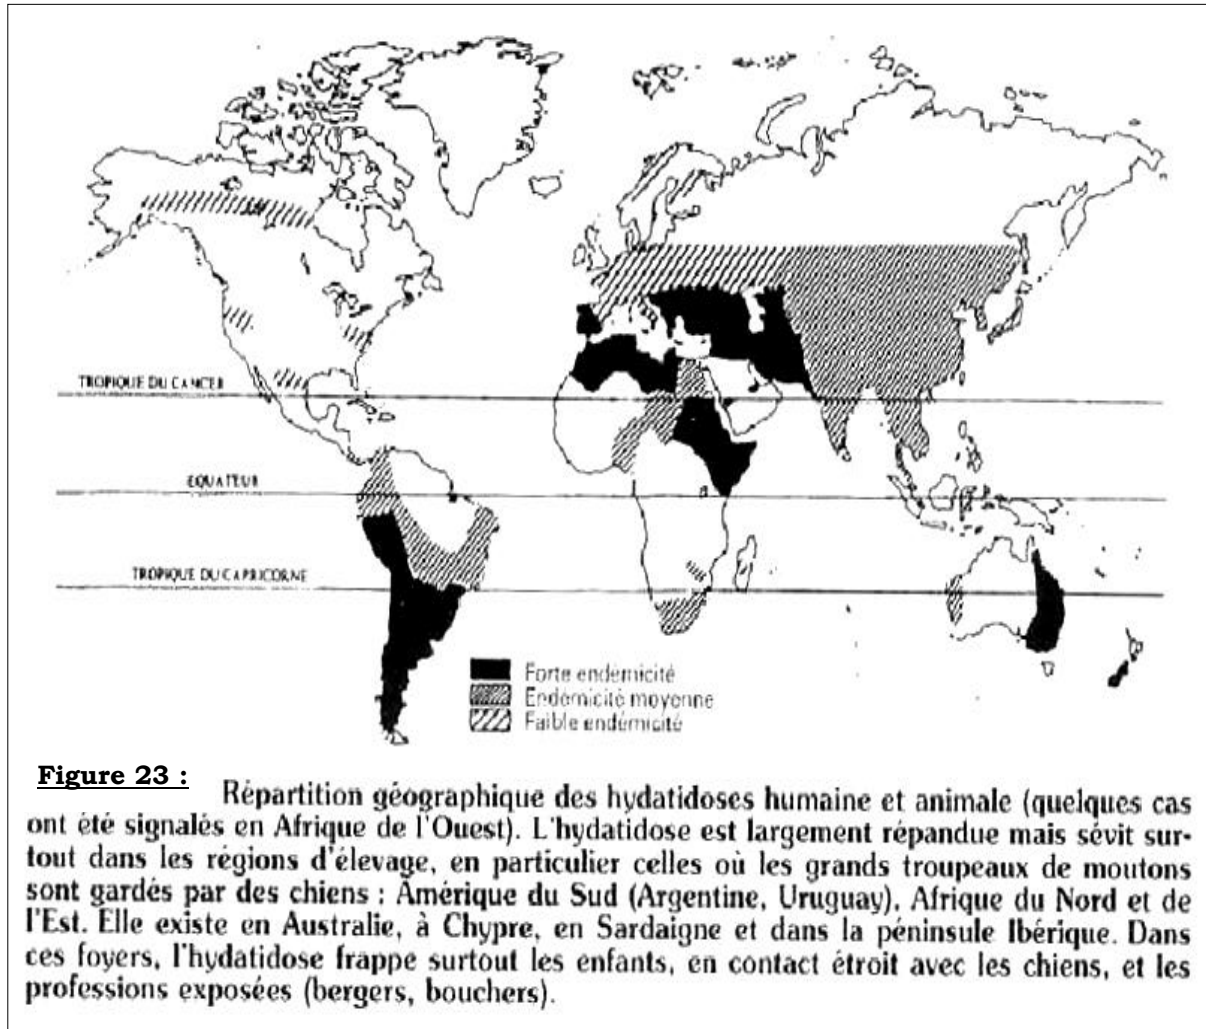 TROPIQUE DU CANCER
EQUATEUR
TROPIQUE DU CAPRICORNE
Forte endémicité
Endémicité moyenne
Faible endémicité
Figure 23 :
Répartition géographique des hydatidoses humaine et animale (quelques cas
ont été signalés en Afrique de l'Ouest). L'hydatidose est largement répandue mais sévit sur-
tout dans les régions d'élevage, en particulier celles où les grands troupeaux de moutons
sont gardés par des chiens : Amérique du Sud (Argentine, Uruguay), Afrique du Nord et de
l'Est. Elle existe en Australie, à Chypre, en Sardaigne et dans la péninsule Ibérique. Dans
ces foyers, l'hydatidose frappe surtout les enfants, en contact étroit avec les chiens, et les
professions exposées (bergers, bouchers).